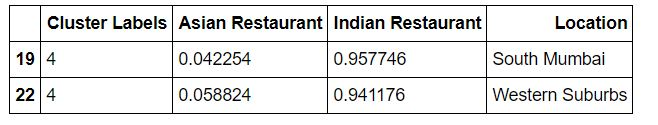 Cluster Labels Asian Restaurant Indian Restaurant Location
19 4 0.042254 0.957746 South Mumbai
22 4 0.058824 0.941176 Western Suburbs